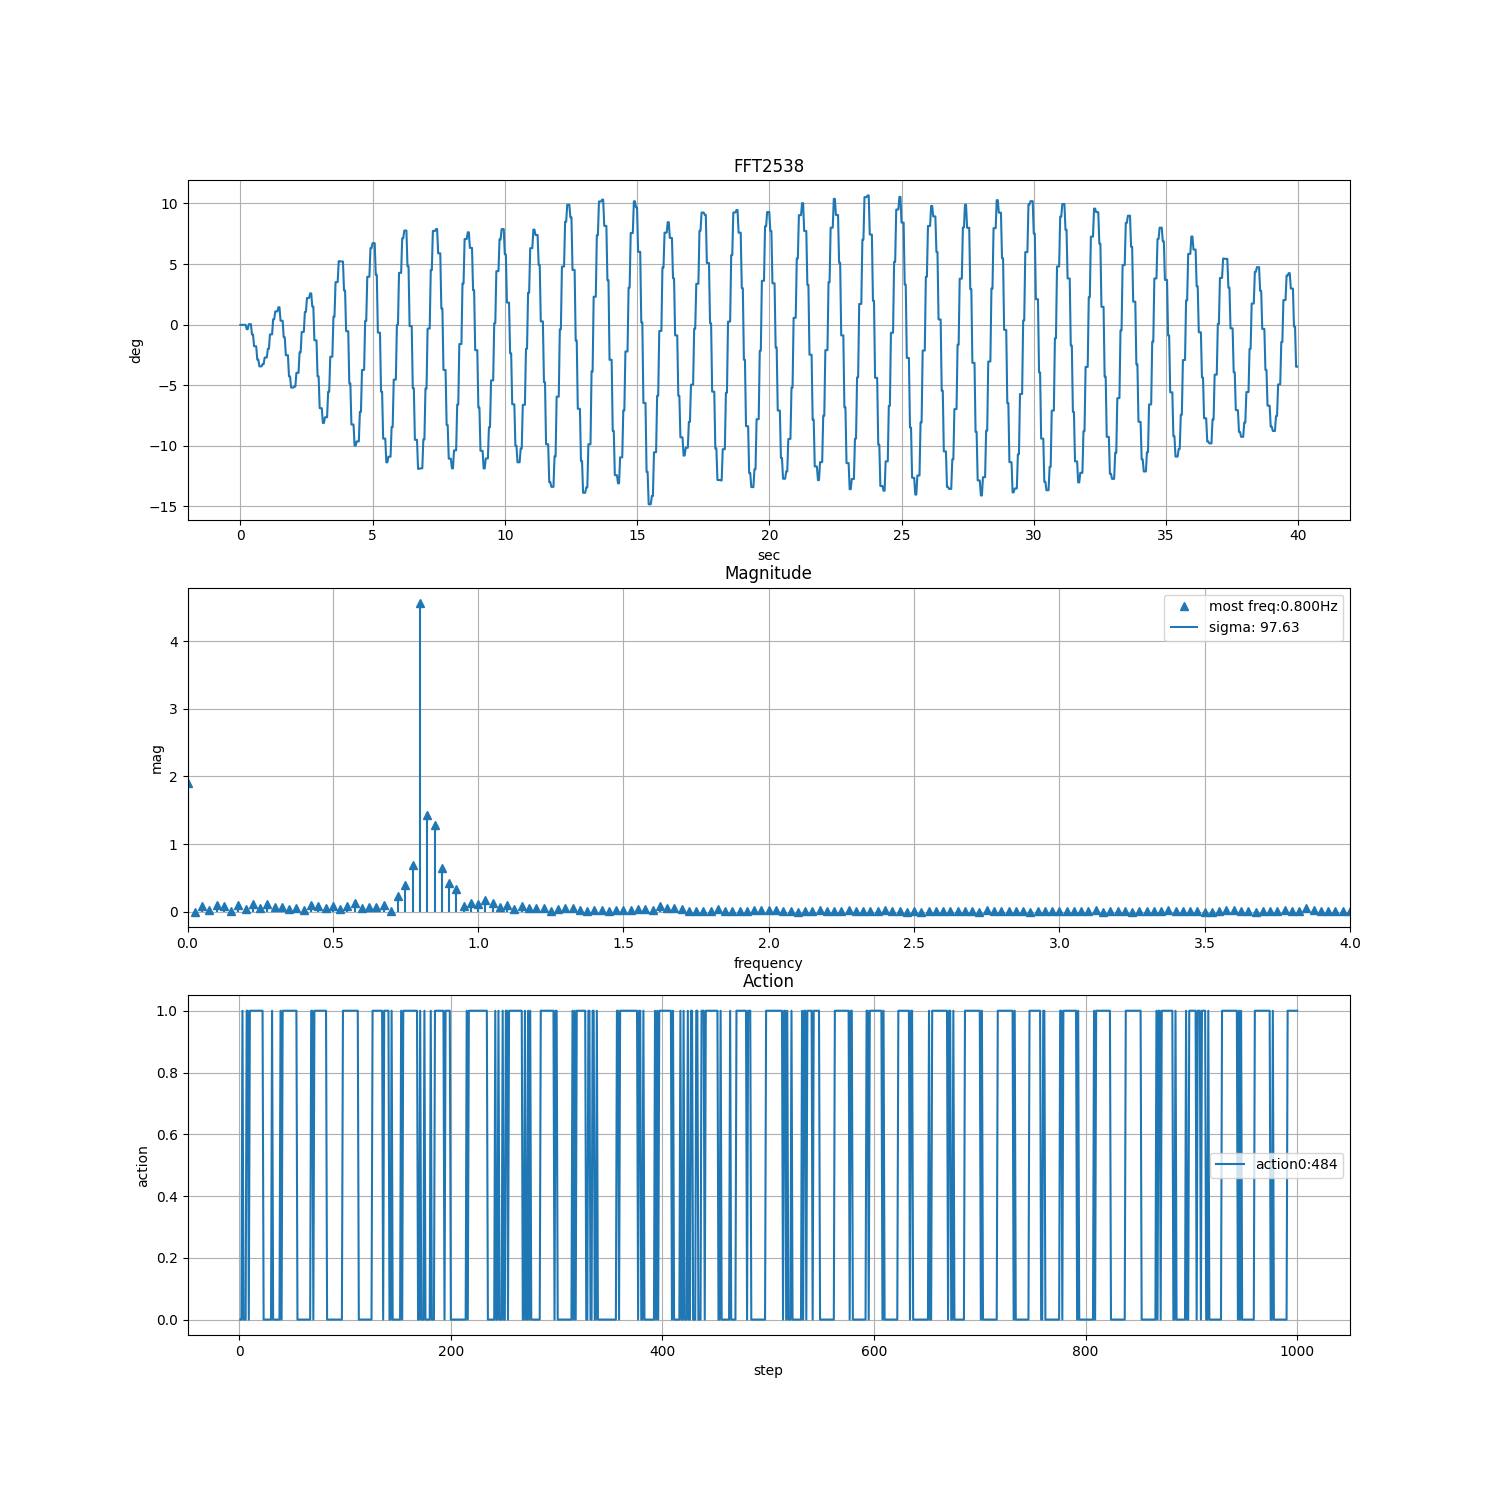 FFT2538
10
5
0
−5
−10
−15
deg
0 5 10 15 20 25 30 35 40
sec
Magnitude
most freq:0.800Hz
sigma: 97.63
4
3
2
1
0
mag
0.0 0.5 1.0 1.5 2.0 2.5 3.0 3.5 4.0
frequency
Action
1.0
0.8
0.6
0.4
0.2
0.0
action
action0:484
0 200 400 600 800 1000
step